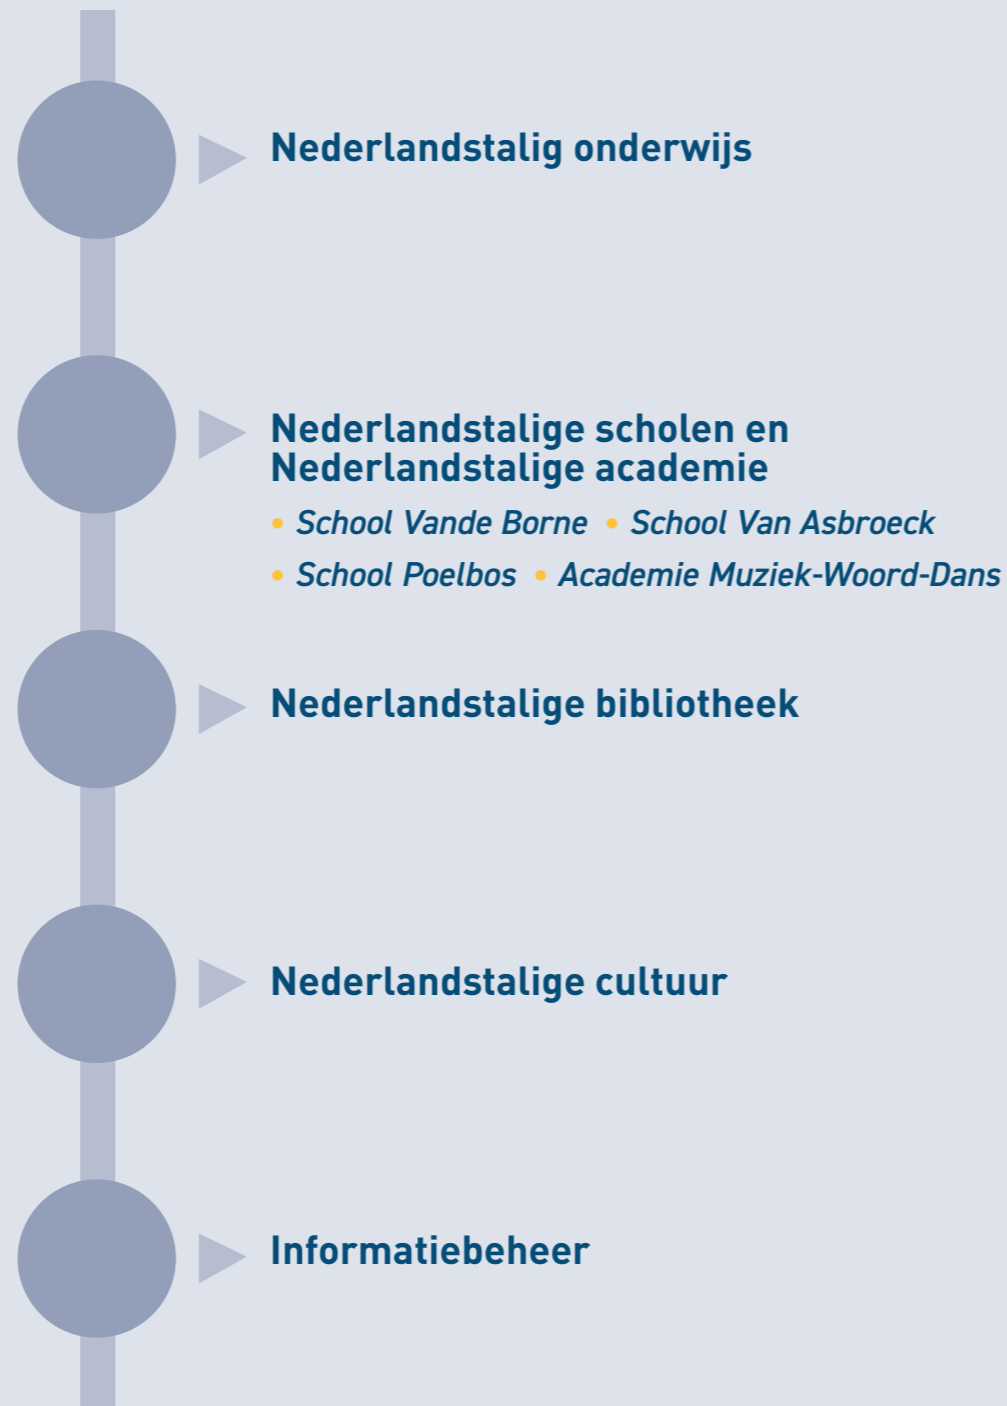 Nederlandstalig onderwijs
Nederlandstalige scholen en
Nederlandstalige academie
• School Vande Borne • School Van Asbroeck
• School Poelbos • Academie Muziek-Woord-Dans
Nederlandstalige bibliotheek
Nederlandstalige cultuur
Informatiebeheer